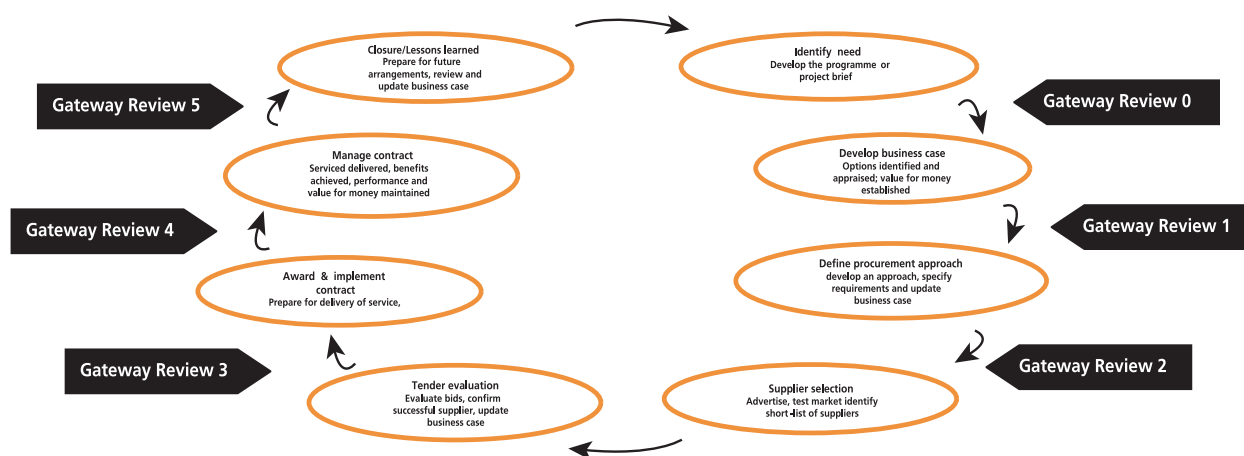 Closure/Lessons learned
Prepare for future
arrangements, review and
update business case
Identify need
Develop the programme or
project brief
Gateway Review 5
Gateway Review 0
Manage contract
Serviced delivered, benefits
achieved, performance and
value for money maintained
Develop business case
Options identified and
appraised; value for money
established
Gateway Review 4
Gateway Review 1
Award & implement
contract
Prepare for delivery of service,
Define procurement approach
develop an approach, specify
requirements and update
business case
Gateway Review 3
Gateway Review 2
Tender evaluation
Evaluate bids, confirm
successful supplier, update
business case
Supplier selection
Advertise, test market identify
short-list of suppliers